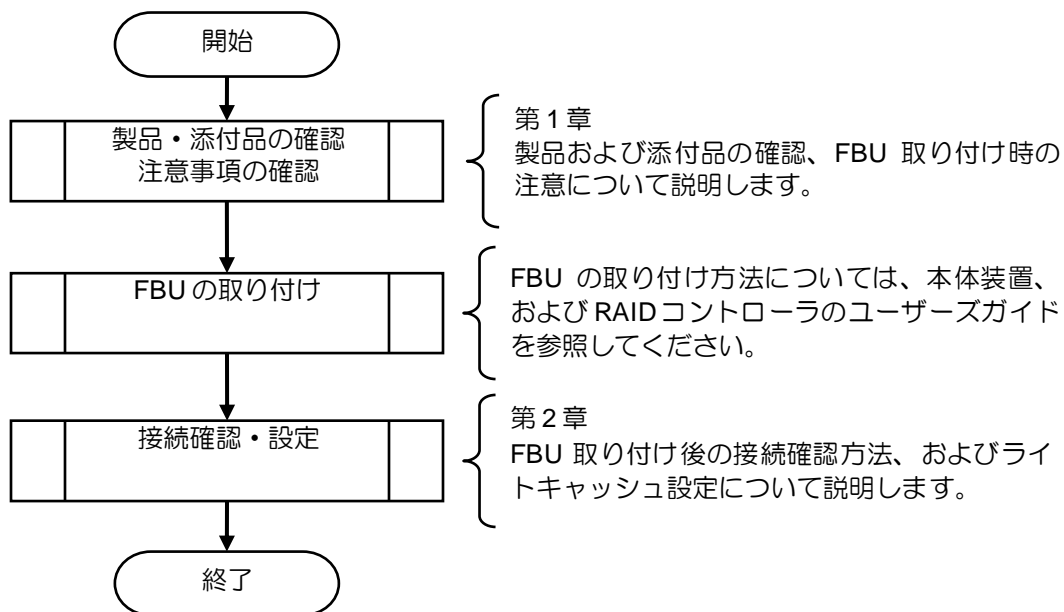 開始
製品・添付品の確認
注意事項の確認
第1章
製品および添付品の確認、FBU 取り付け時の
注意について説明します。
FBUの取り付け
FBU の取り付け方法については、本体装置、
および RAIDコントローラのユーザーズガイド
を参照してください。
接続確認・設定
第2章
FBU 取り付け後の接続確認方法、およびライ
トキャッシュ設定について説明します。
終了